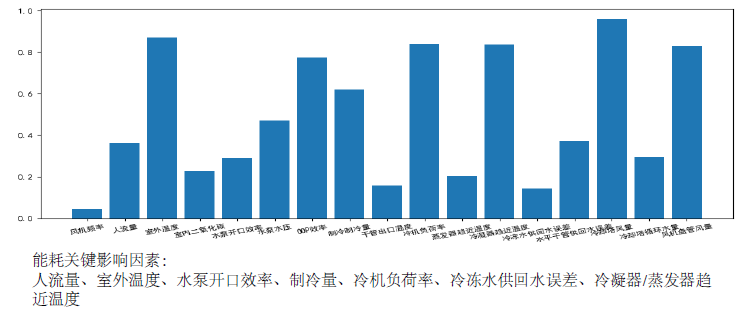 1.0
0.8
0.6
0.4
0.2
0.0
风机频率
人流量
室外温度
室内二氧化碳
水泵开口效率
水泵水压
COP效率
制冷制冷量
干管出口温度
冷机负荷率
蒸发器趋近温度
冷凝器趋近温度
冷冻水供回水误差
水平干管供回水误差
冷却塔风量
冷却塔循环水量
风机盘管风量
能耗关键影响因素:
人流量、室外温度、水泵开口效率、制冷量、冷机负荷率、冷冻水供回水误差、冷凝器/蒸发器趋
近温度